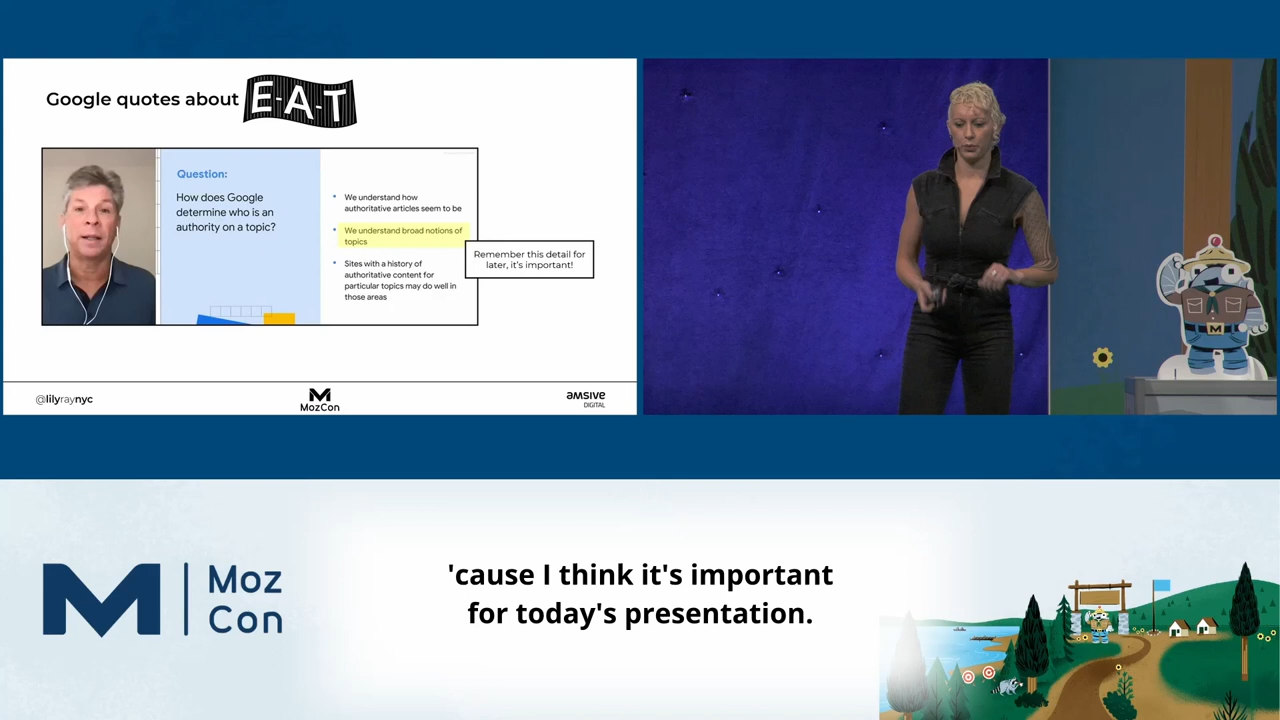 Google quotes about E-A-T
Question:
How does Google
determine who is an
authority on a topic?
We understand how
authoritative articles seem to be
We understand broad notions of
topics
Sites with a history of
authoritative content for
particular topics may do well in
those areas
Remember this detail for
later, it's important!
@lilyraynyc
M
MozCon
amsive
DIGITAL
M
M
Moz
Con
'cause I think it's important
for today's presentation.